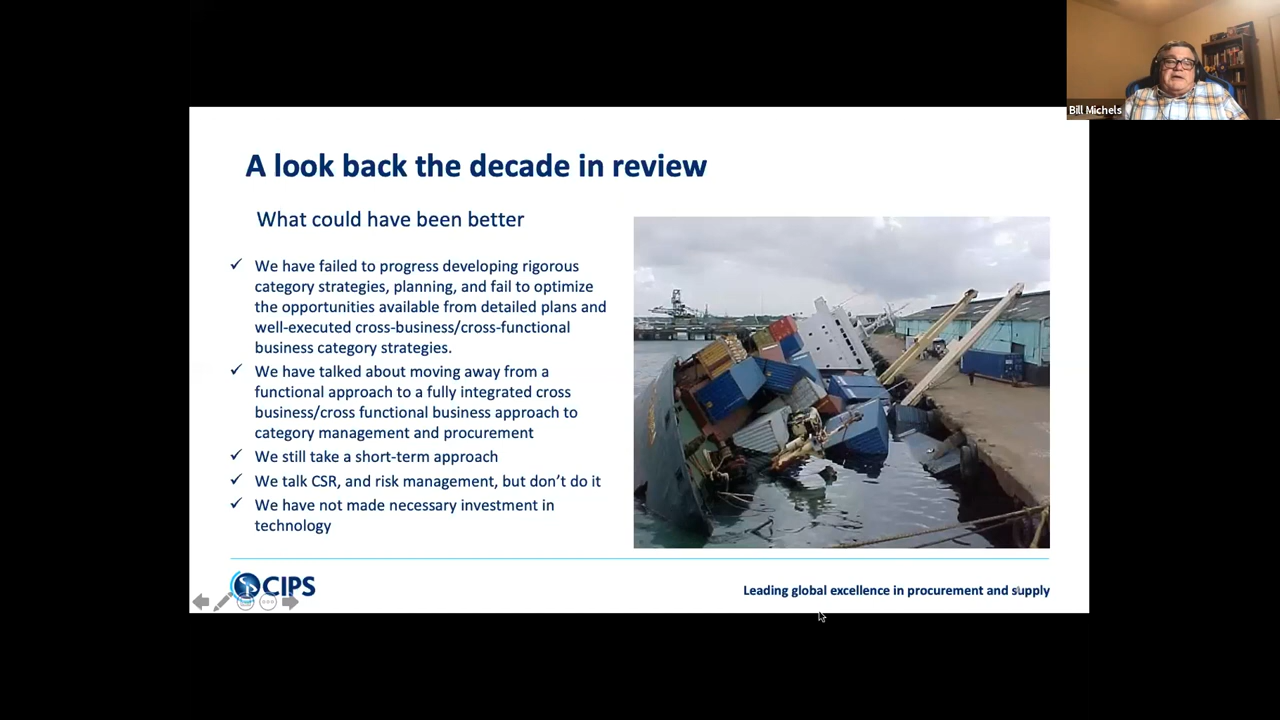 Bill Michels
A look back the decade in review
What could have been better
✓ We have failed to progress developing rigorous
category strategies, planning, and fail to optimize
the opportunities available from detailed plans and
well-executed cross-business/cross-functional
business category strategies.
✓ We have talked about moving away from a
functional approach to a fully integrated cross
business/cross functional business approach to
category management and procurement
✓ We still take a short-term approach
✓ We talk CSR, and risk management, but don't do it
✓ We have not made necessary investment in
technology
CIPS
Leading global excellence in procurement and supply